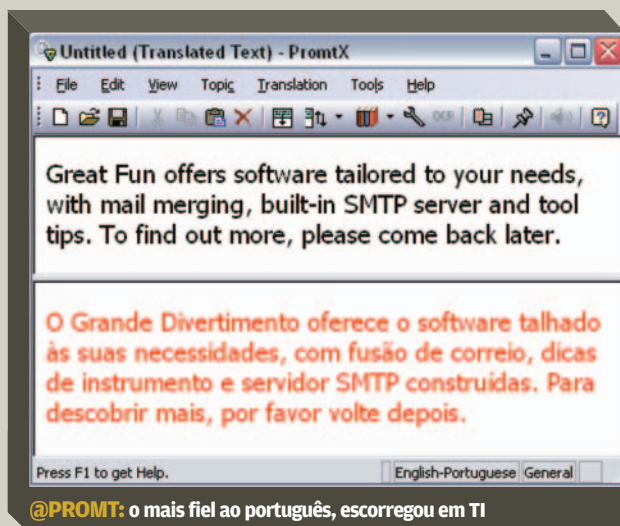 Untitled (Translated Text) - PromtX
File Edit View Topic Translation Tools Help
OCR
Great Fun offers software tailored to your needs,
with mail merging, built-in SMTP server and tool
tips. To find out more, please come back later.
O Grande Divertimento oferece o software talhado
às suas necessidades, com fusão de correio, dicas
de instrumento e servidor SMTP construídas. Para
descobrir mais, por favor volte depois.
Press F1 to get Help. English-Portuguese General
@PROMT: o mais fiel ao português, escorregou em TI